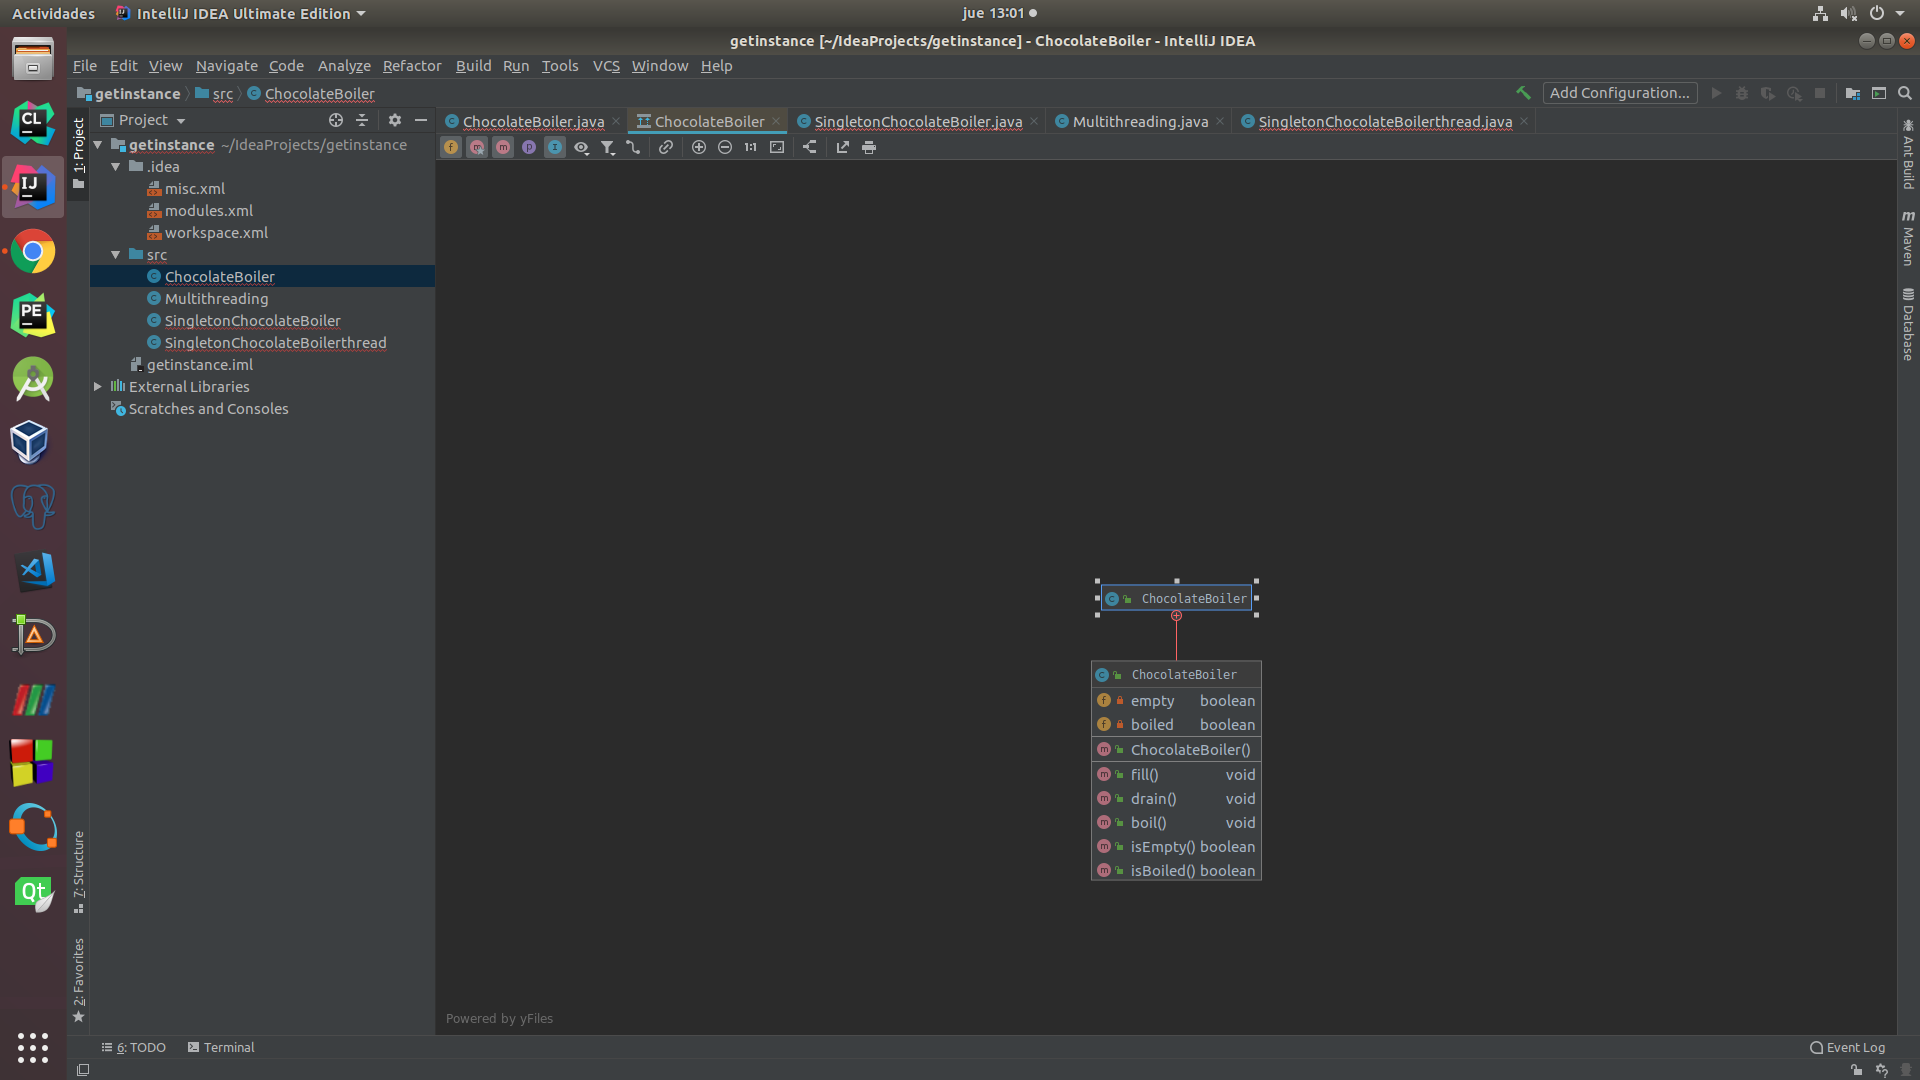 Actividades IntelliJ IDEA Ultimate Edition jue 13:01
getinstance [~/IdeaProjects/getinstance] - ChocolateBoiler - IntelliJ IDEA
File Edit View Navigate Code Analyze Refactor Build Run Tools VCS Window Help
getinstance src ChocolateBoiler Add Configuration...
Project
ChocolateBoiler.java ChocolateBoiler SingletonChocolateBoiler.java Multithreading.java SingletonChocolateBoilerthread.java
1:1
getinstance ~/IdeaProjects/getinstance
.idea
misc.xml
modules.xml
workspace.xml
src
ChocolateBoiler
Multithreading
SingletonChocolateBoiler
SingletonChocolateBoilerthread
getinstance.iml
External Libraries
Scratches and Consoles
1: Project
7: Structure
2: Favorites
Ant Build
Maven
Database
CL
IJ
PE
Qt
ChocolateBoiler
ChocolateBoiler
empty boolean
boiled boolean
ChocolateBoiler()
fill() void
drain() void
boil() void
isEmpty() boolean
isBoiled() boolean
Powered by yFiles
6: TODO Terminal Event Log